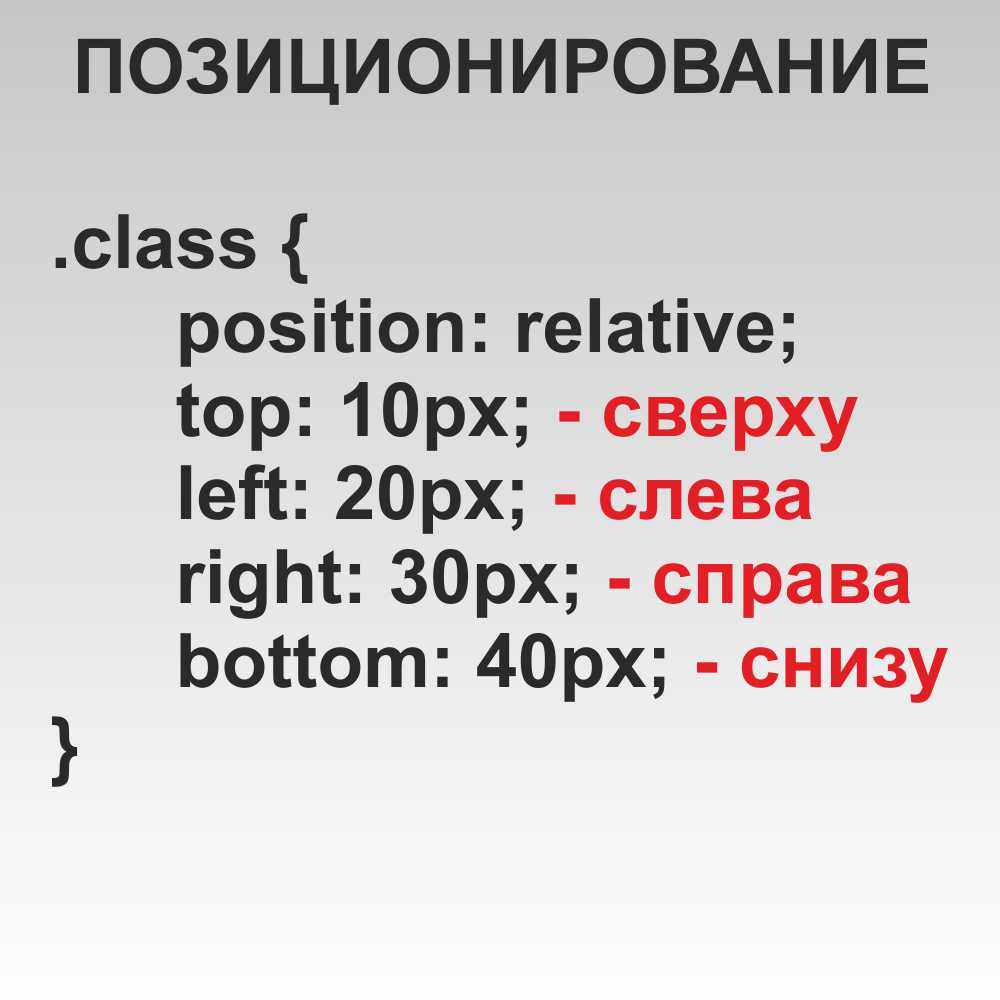 ПОЗИЦИОНИРОВАНИЕ
.class {
position: relative;
top: 10px; - сверху
left: 20px; - слева
right: 30px; - справа
bottom: 40px; - снизу
}